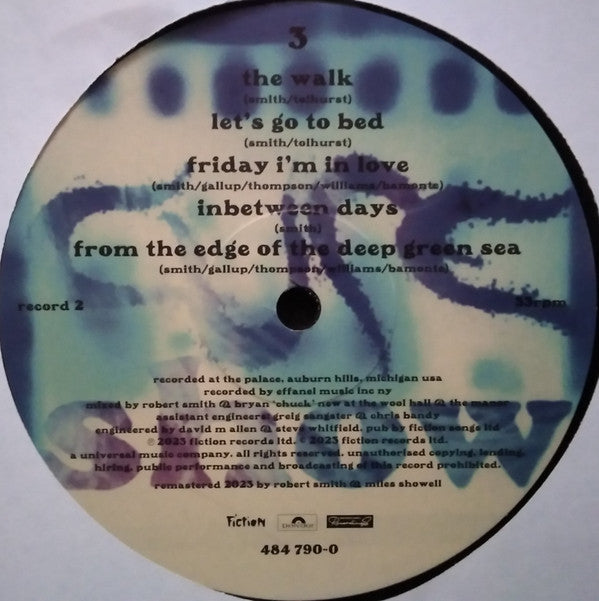 3
the walk
(smith/tolhurst)
let's go to bed
(smith/tolhurst)
friday i'm in love
(smith/gallup/thompson/williams/bamonte)
inbetween days
(smith)
from the edge of the deep green sea
(smith/gallup/thompson/williams/bamonte)
record 2
33rpm
recorded at the palace, auburn hills, michigan usa
recorded by effanel music inc ny
mixed by robert smith & bryan 'chuck' new at the wool hall & the manor
assistant engineers greig sangster & chris bandy
engineered by david m allen & steve whitfield. pub by fiction songs ltd
℗ 2023 fiction records ltd. © 2023 fiction records ltd.
a universal music company. all rights reserved. unauthorised copying, lending,
hiring, public performance and broadcasting of this record prohibited.
remastered 2023 by robert smith & miles showell
SHOW
Fiction
polydor
484 790-0